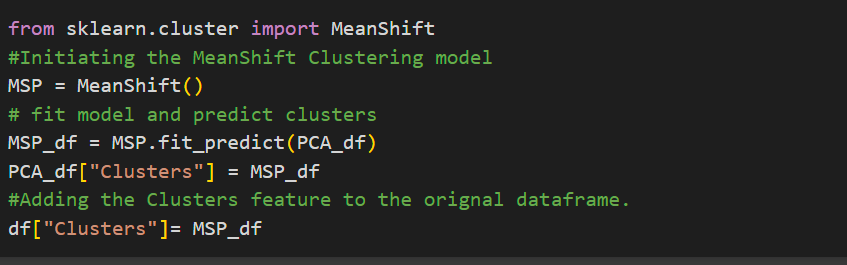 from sklearn.cluster import MeanShift
#Initiating the MeanShift Clustering model
MSP = MeanShift()
# fit model and predict clusters
MSP_df = MSP.fit_predict(PCA_df)
PCA_df["Clusters"] = MSP_df
#Adding the Clusters feature to the orignal dataframe.
df["Clusters"]= MSP_df